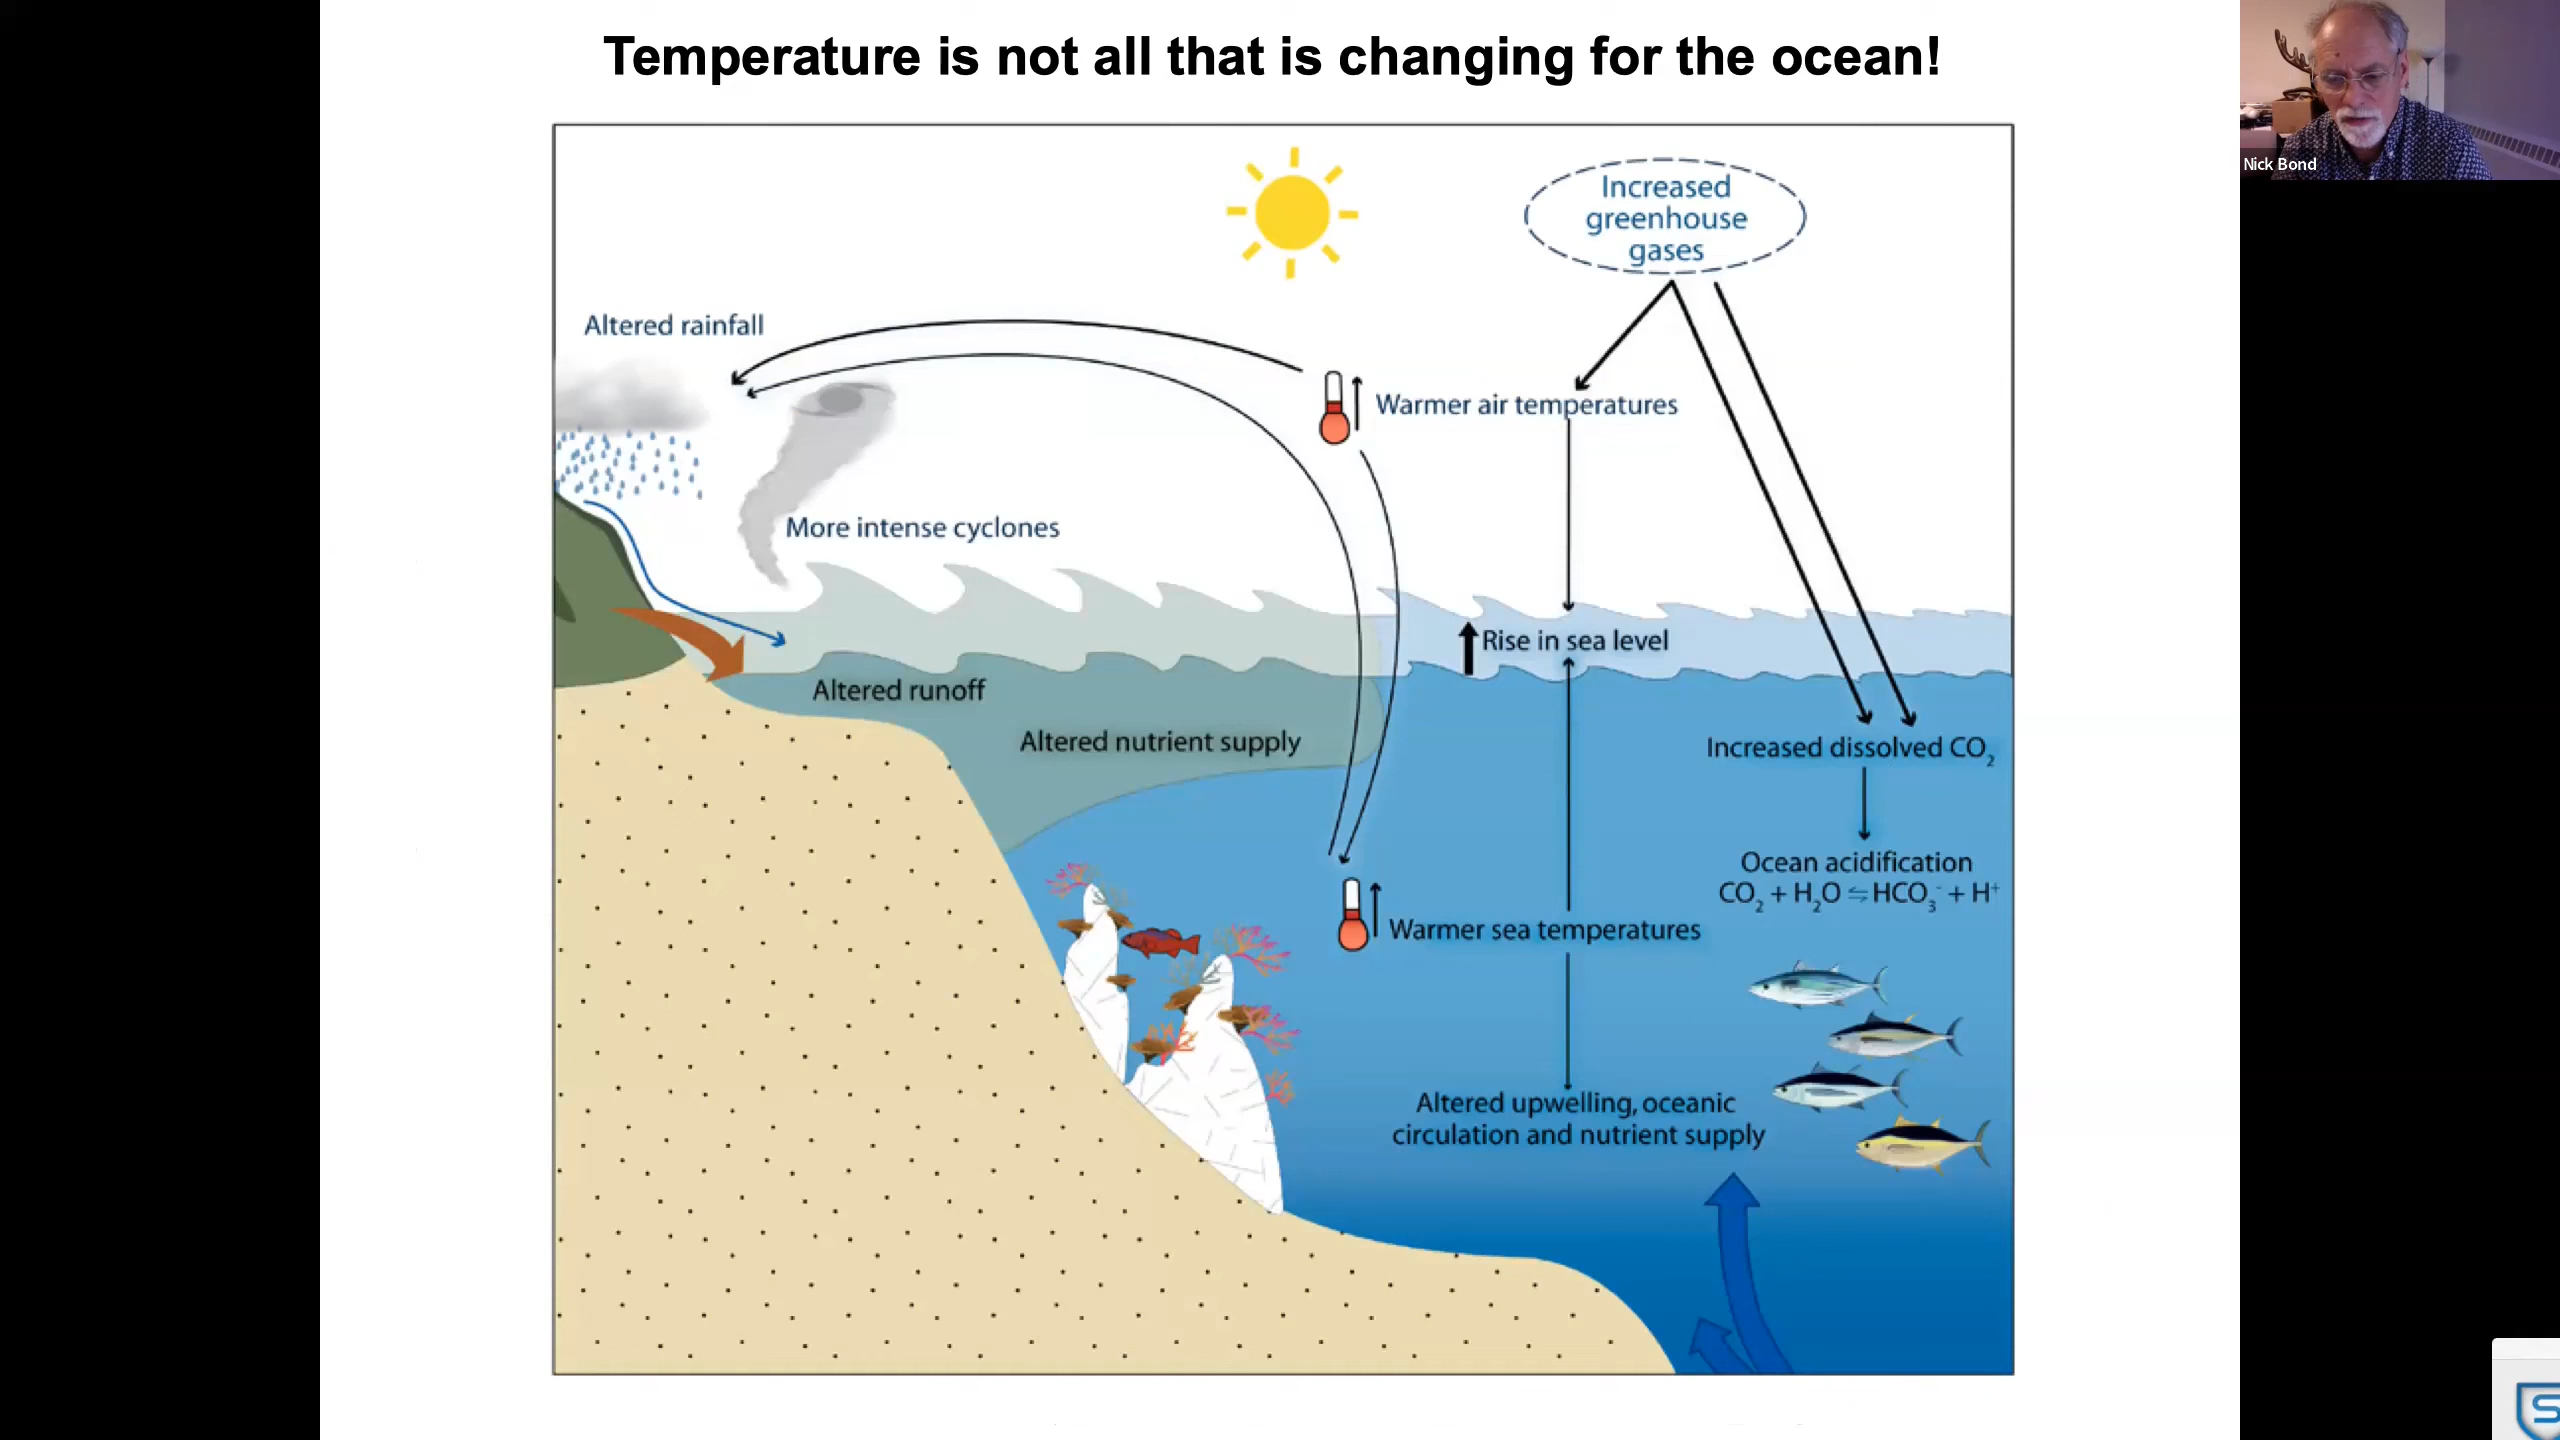 Temperature is not all that is changing for the ocean!
Nick Bond
Increased
greenhouse
gases
Altered rainfall
Warmer air temperatures
More intense cyclones
Rise in sea level
Altered runoff
Altered nutrient supply
Increased dissolved CO₂
Ocean acidification
CO₂ + H₂O ⇋ HCO₃⁻ + H⁺
Warmer sea temperatures
Altered upwelling, oceanic
circulation and nutrient supply
S